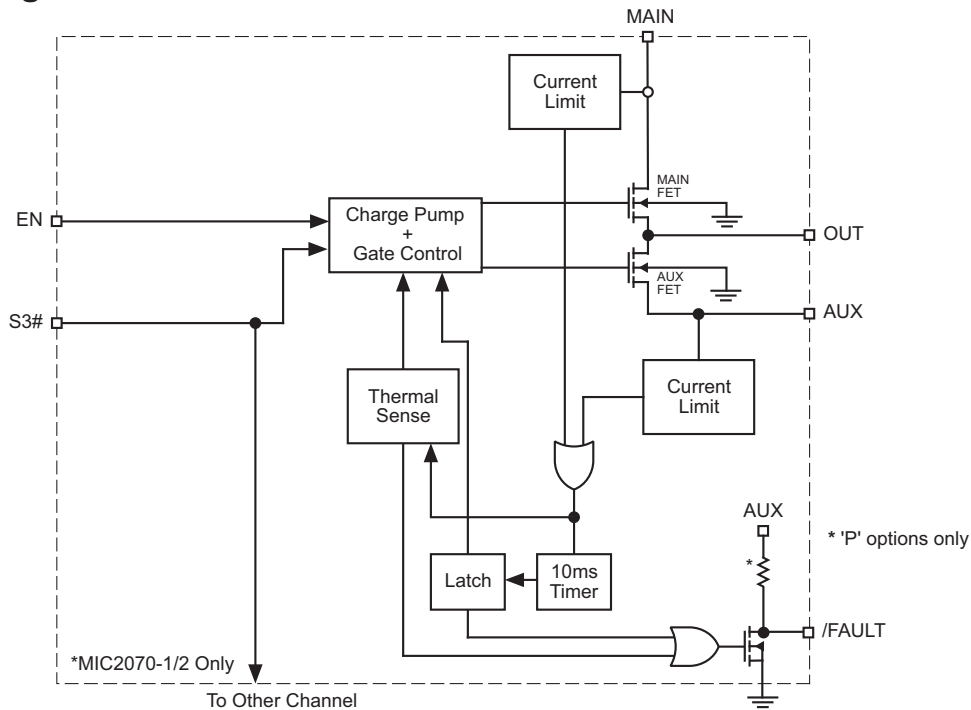 MAIN
Current
Limit
MAIN
FET
EN
Charge Pump
+
Gate Control
OUT
AUX
FET
S3#
AUX
Thermal
Sense
Current
Limit
AUX
* 'P' options only
*
Latch
10ms
Timer
/FAULT
*MIC2070-1/2 Only
To Other Channel